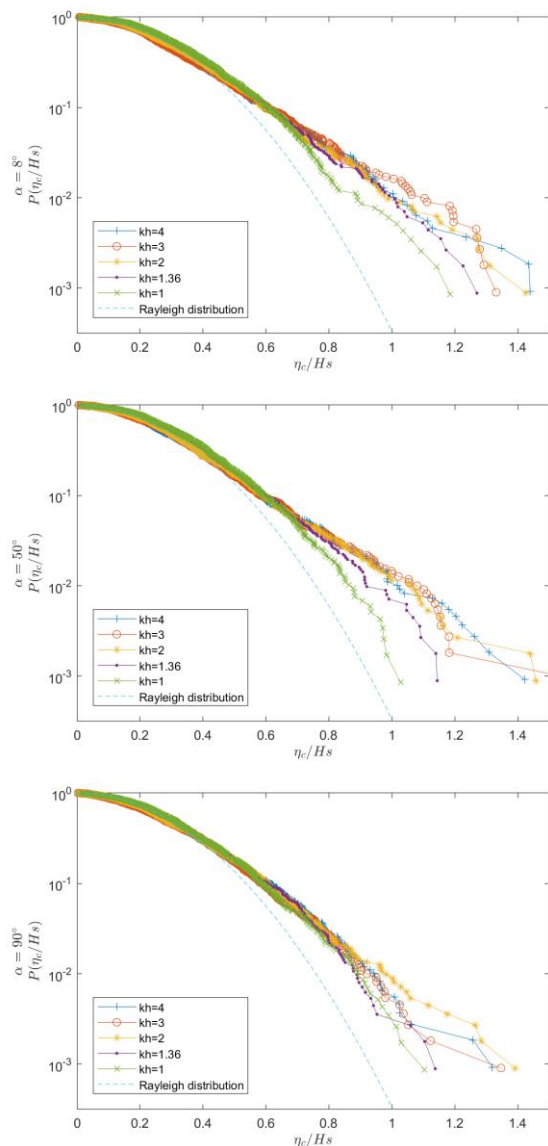 10^0
10^-1
10^-2
10^-3
α = 8°
P(η_c/Hs)
kh=4
kh=3
kh=2
kh=1.36
kh=1
Rayleigh distribution
0 0.2 0.4 0.6 0.8 1 1.2 1.4
η_c/Hs
10^0
10^-1
10^-2
10^-3
α = 50°
P(η_c/Hs)
kh=4
kh=3
kh=2
kh=1.36
kh=1
Rayleigh distribution
0 0.2 0.4 0.6 0.8 1 1.2 1.4
η_c/Hs
10^0
10^-1
10^-2
10^-3
α = 90°
P(η_c/Hs)
kh=4
kh=3
kh=2
kh=1.36
kh=1
Rayleigh distribution
0 0.2 0.4 0.6 0.8 1 1.2 1.4
η_c/Hs